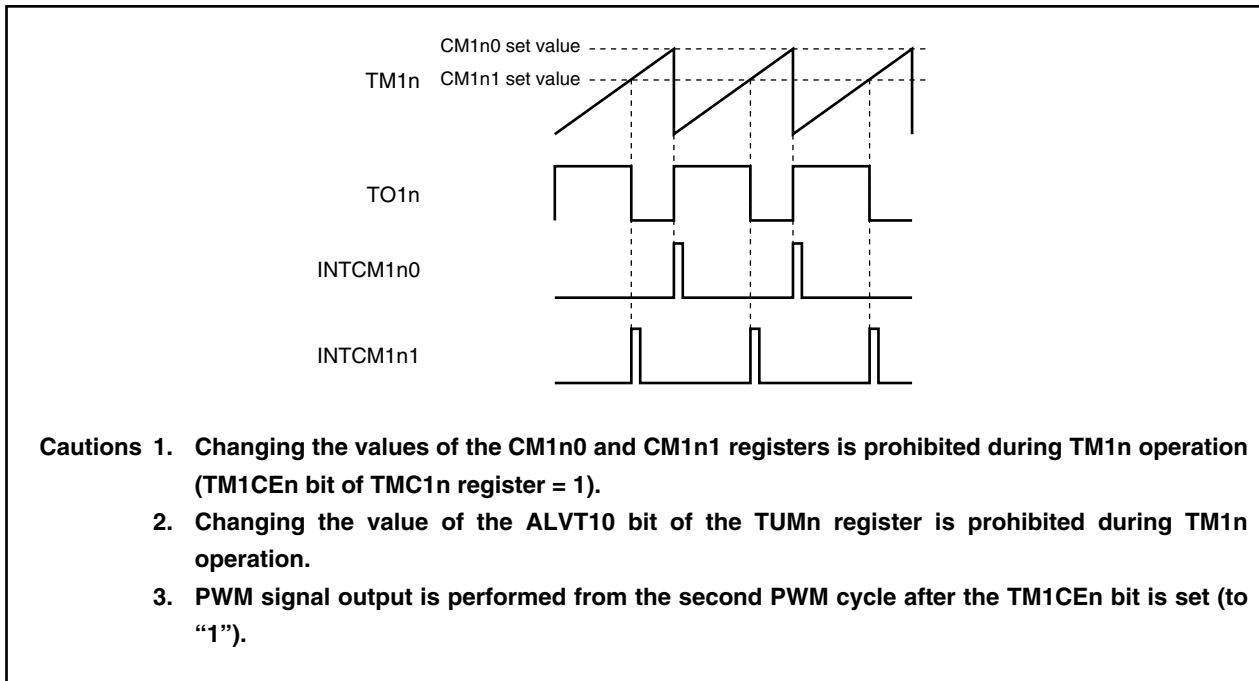 CM1n0 set value
TM1n CM1n1 set value
TO1n
INTCM1n0
INTCM1n1
Cautions 1. Changing the values of the CM1n0 and CM1n1 registers is prohibited during TM1n operation
(TM1CEn bit of TMC1n register = 1).
2. Changing the value of the ALVT10 bit of the TUMn register is prohibited during TM1n
operation.
3. PWM signal output is performed from the second PWM cycle after the TM1CEn bit is set (to
“1”).